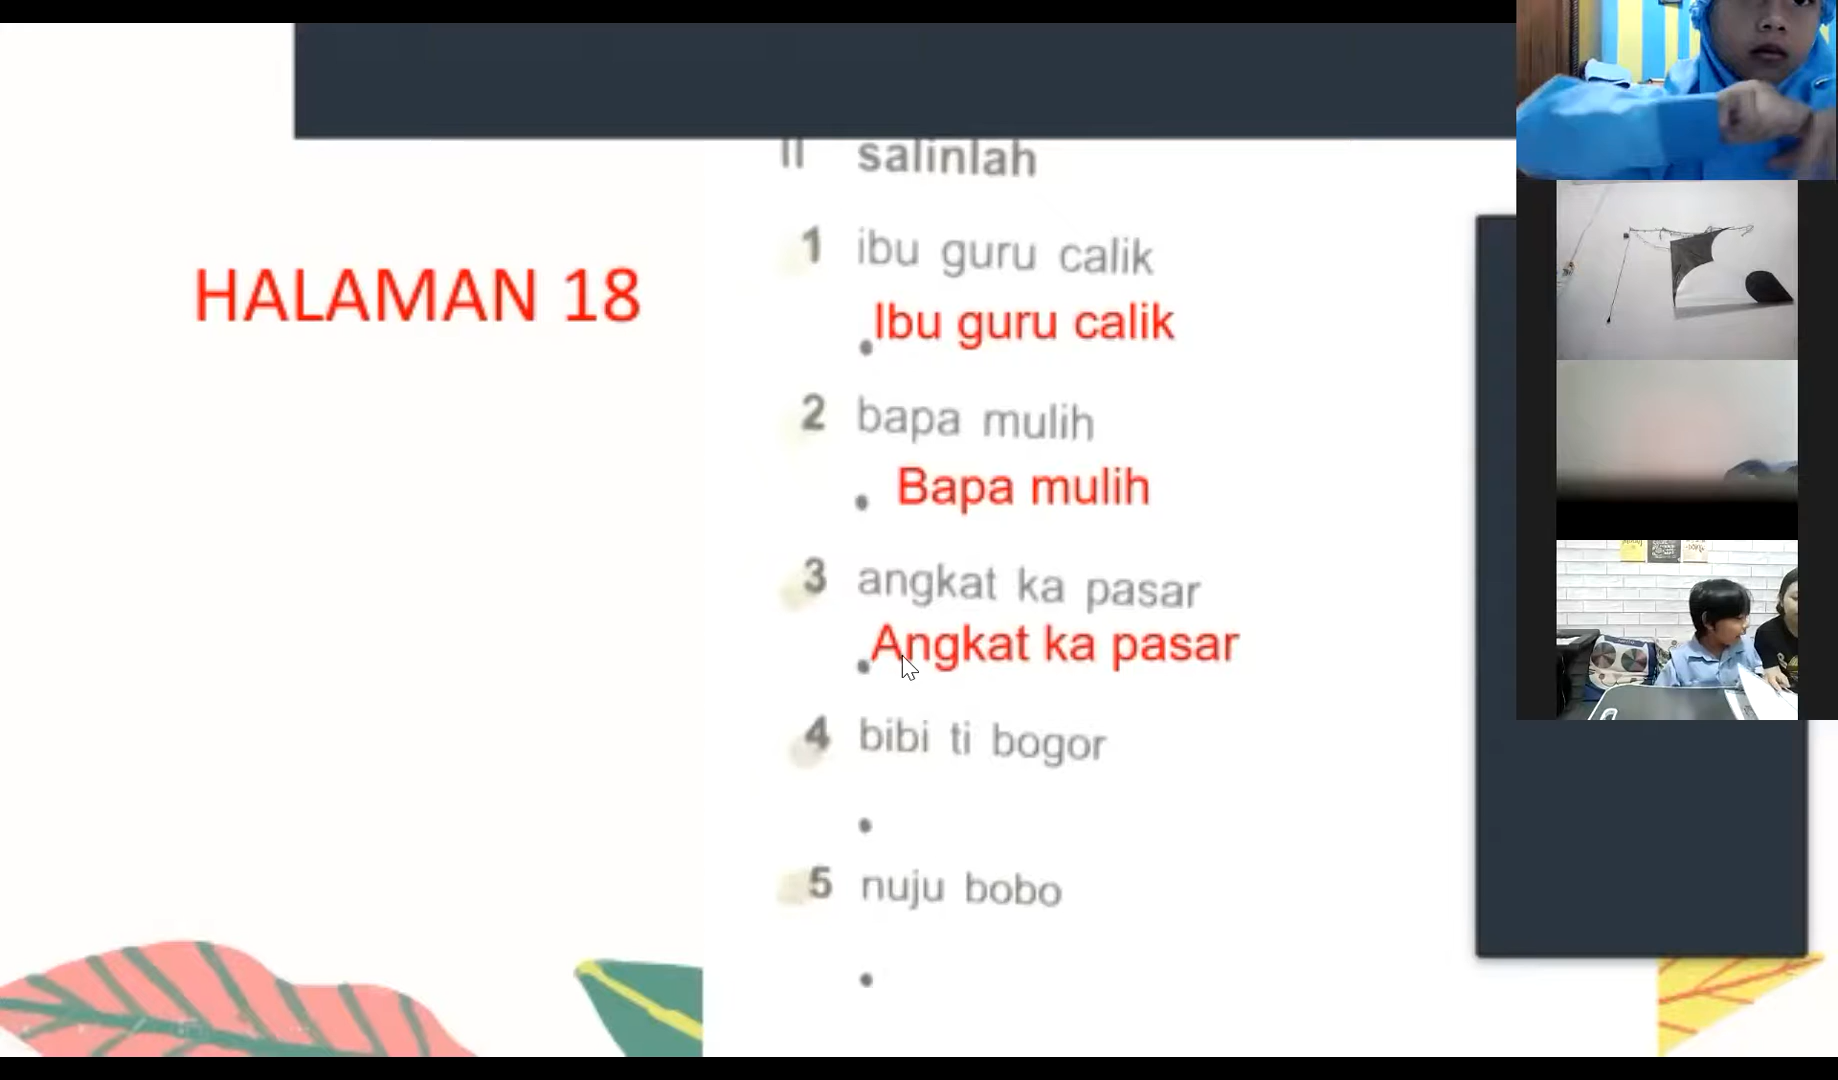 HALAMAN 18
II salinlah
1 ibu guru calik
Ibu guru calik
2 bapa mulih
Bapa mulih
3 angkat ka pasar
Angkat ka pasar
4 bibi ti bogor
5 nuju bobo